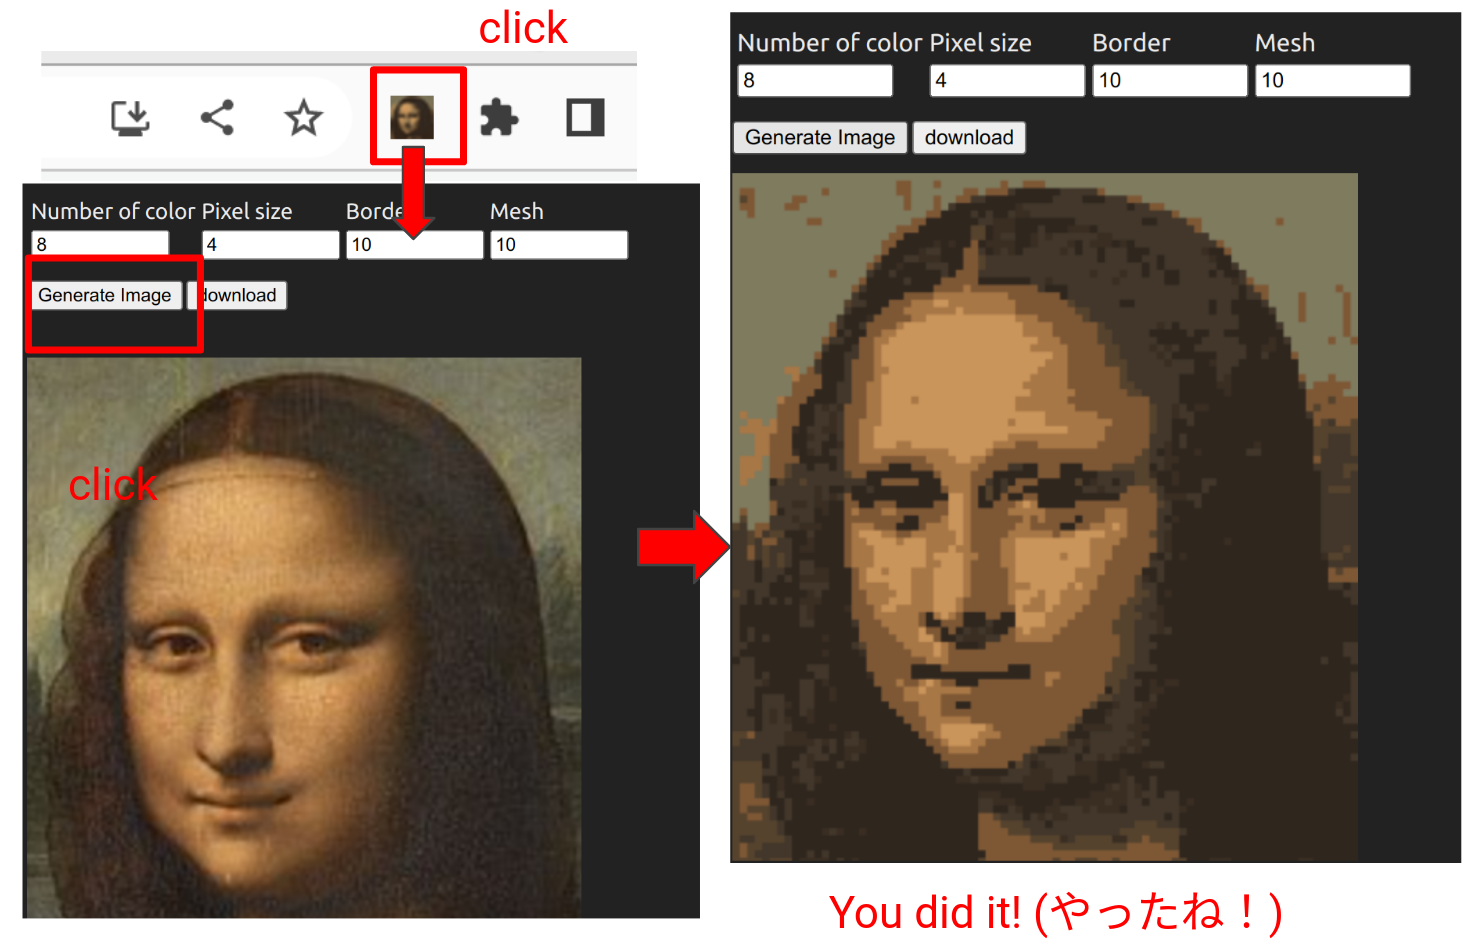 click
Number of color Pixel size Border Mesh
8 4 10 10
Generate Image download
click
Number of color Pixel size Border Mesh
8 4 10 10
Generate Image download
You did it! (やったね！)